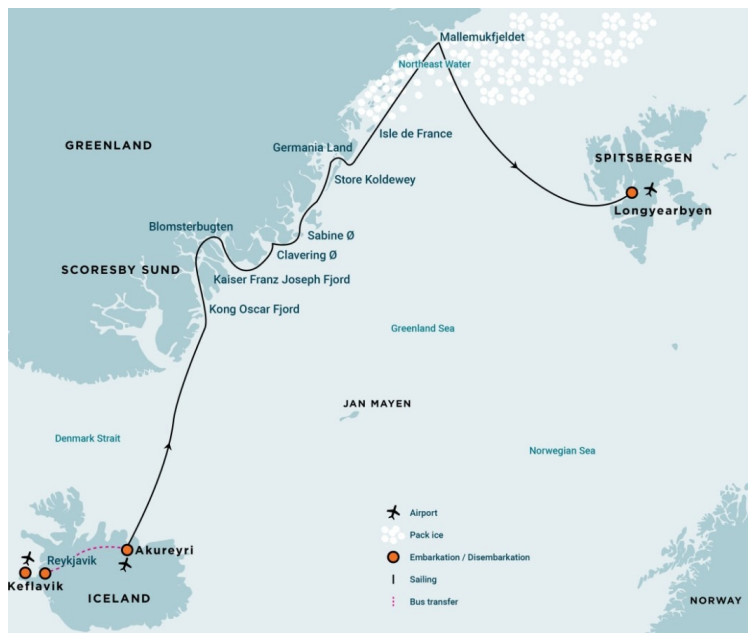 Mallemukfjeldet
Northeast Water
Isle de France
GREENLAND
Germania Land
SPITSBERGEN
Store Koldewey
Longyearbyen
Blomsterbugten
Sabine Ø
Clavering Ø
SCORESBY SUND
Kaiser Franz Joseph Fjord
Kong Oscar Fjord
Greenland Sea
JAN MAYEN
Denmark Strait
Norwegian Sea
Airport
Pack ice
Akureyri
Reykjavik
Embarkation / Disembarkation
Keflavik
Sailing
ICELAND
Bus transfer
NORWAY